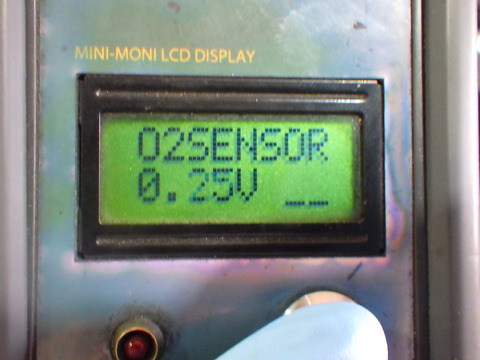 MINI-MONI LCD DISPLAY
O2SENSOR
0.25V __